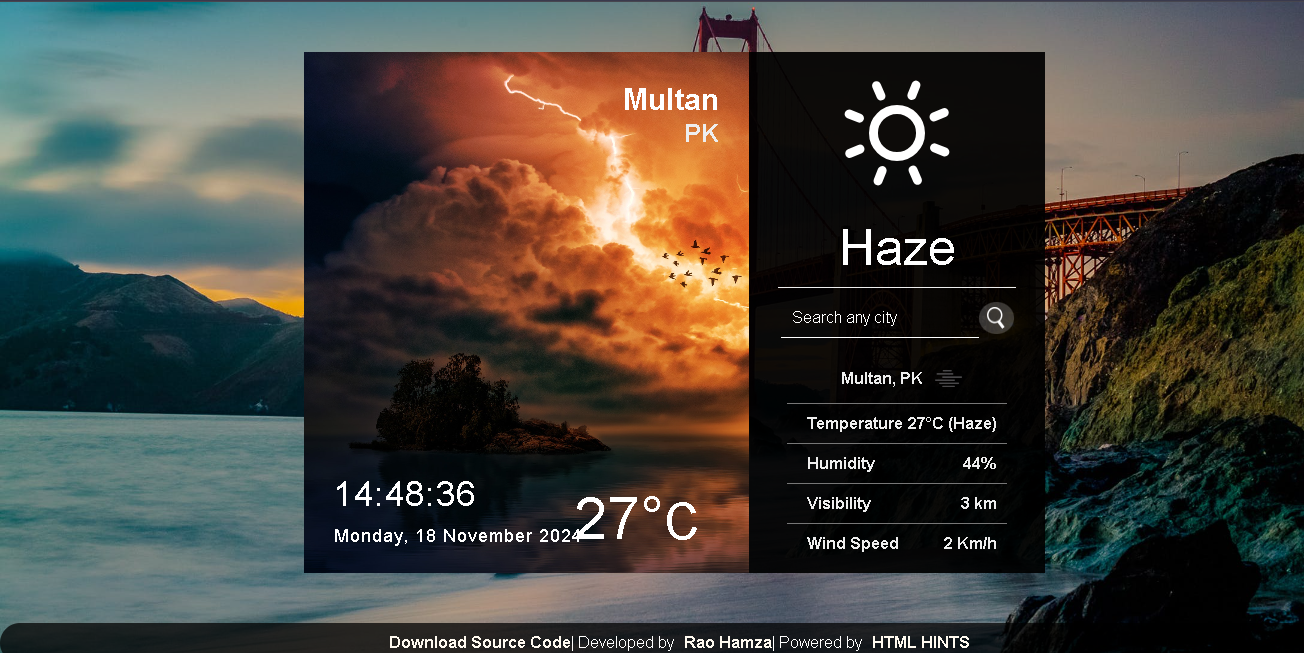 Multan
PK
14:48:36
Monday, 18 November 2024
27°c
Haze
Search any city
Multan, PK
Temperature 27°C (Haze)
Humidity 44%
Visibility 3 km
Wind Speed 2 Km/h
Download Source Code| Developed by Rao Hamza| Powered by HTML HINTS